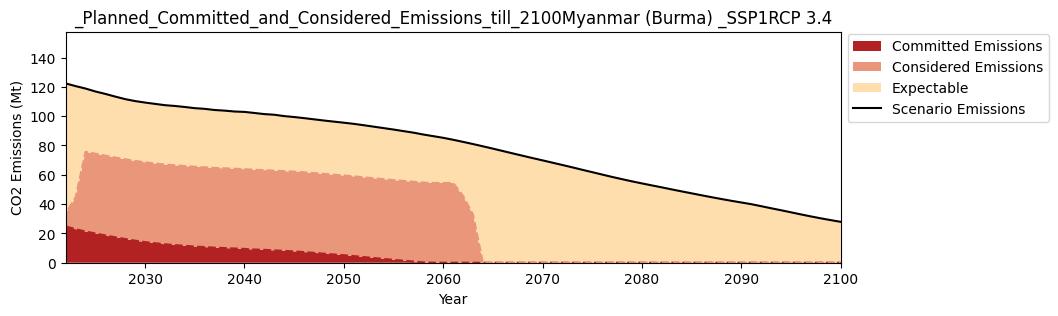 _Planned_Committed_and_Considered_Emissions_till_2100Myanmar (Burma) _SSP1RCP 3.4
CO2 Emissions (Mt)
140
120
100
80
60
40
20
0
2030 2040 2050 2060 2070 2080 2090 2100
Year
Committed Emissions
Considered Emissions
Expectable
Scenario Emissions